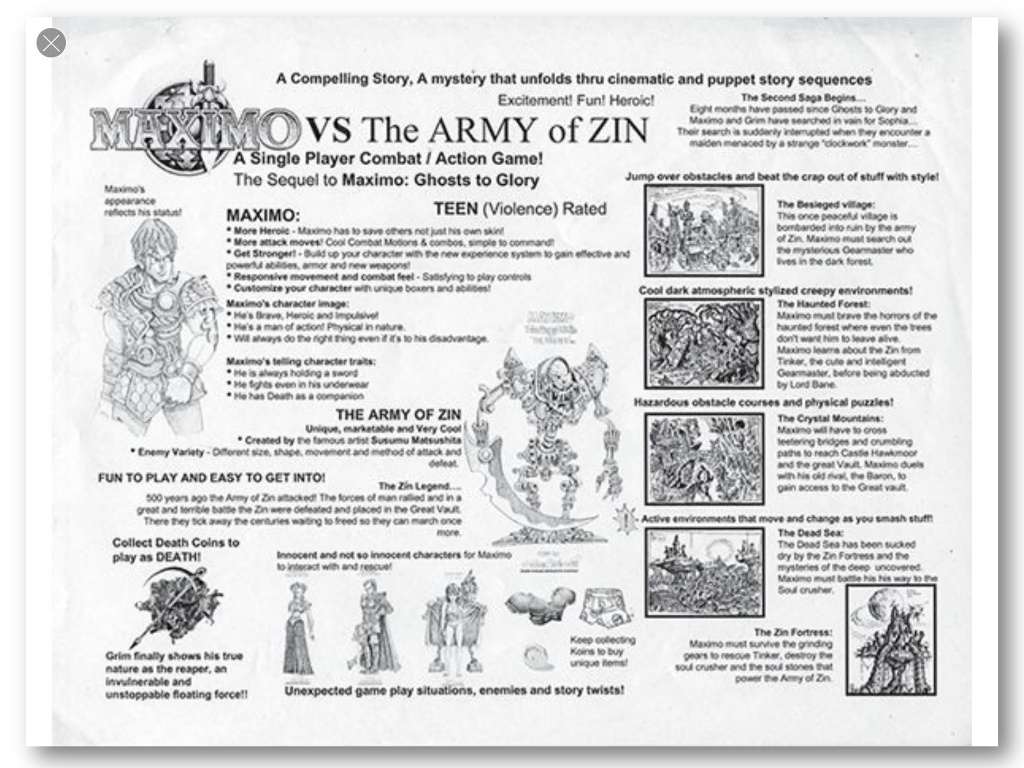 A Compelling Story, A mystery that unfolds thru cinematic and puppet story sequences
Excitement! Fun! Heroic!
MAXIMO VS The ARMY of ZIN
A Single Player Combat / Action Game!
The Sequel to Maximo: Ghosts to Glory
TEEN (Violence) Rated
The Second Saga Begins...
Eight months have passed since Ghosts to Glory and
Maximo and Grim have searched in vain for Sophia...
Their search is suddenly interrupted when they encounter a
maiden menaced by a strange "clockwork" monster...
Maximo's
appearance
reflects his status!
MAXIMO:
* More Heroic - Maximo has to save others not just his own skin!
* More attack moves! Cool Combat Motions & combos, simple to command!
* Get Stronger! - Build up your character with the new experience system to gain effective and
powerful abilities, armor and new weapons!
* Responsive movement and combat feel - Satisfying to play controls
* Customize your character with unique boxers and abilities!
Maximo's character image:
* He's Brave, Heroic and Impulsive!
* He's a man of action! Physical in nature.
* Will always do the right thing even if it's to his disadvantage.
Maximo's telling character traits:
* He is always holding a sword
* He fights even in his underwear
* He has Death as a companion
THE ARMY OF ZIN
Unique, marketable and Very Cool
* Created by the famous artist Susumu Matsushita
* Enemy Variety - Different size, shape, movement and method of attack and
defeat.
FUN TO PLAY AND EASY TO GET INTO!
The Zin Legend....
500 years ago the Army of Zin attacked! The forces of man rallied and in a
great and terrible battle the Zin were defeated and placed in the Great Vault.
There they tick away the centuries waiting to freed so they can march once
more.
Collect Death Coins to
play as DEATH!
Grim finally shows his true
nature as the reaper, an
invulnerable and
unstoppable floating force!!
Innocent and not so innocent characters for Maximo
to interact with and rescue!
Keep collecting
Koins to buy
unique items!
Unexpected game play situations, enemies and story twists!
Jump over obstacles and beat the crap out of stuff with style!
The Besieged village:
This once peaceful village is
bombarded into ruin by the army
of Zin. Maximo must search out
the mysterious Gearmaster who
lives in the dark forest.
Cool dark atmospheric stylized creepy environments!
The Haunted Forest:
Maximo must brave the horrors of the
haunted forest where even the trees
don't want him to leave alive.
Maximo learns about the Zin from
Tinker, the cute and intelligent
Gearmaster, before being abducted
by Lord Bane.
Hazardous obstacle courses and physical puzzles!
The Crystal Mountains:
Maximo will have to cross
teetering bridges and crumbling
paths to reach Castle Hawkmoor
and the great Vault. Maximo duels
with his old rival, the Baron, to
gain access to the Great vault.
Active environments that move and change as you smash stuff!
The Dead Sea:
The Dead Sea has been sucked
dry by the Zin Fortress and the
mysteries of the deep uncovered.
Maximo must battle his his way to the
Soul crusher.
The Zin Fortress:
Maximo must survive the grinding
gears to rescue Tinker, destroy the
soul crusher and the soul stones that
power the Army of Zin.